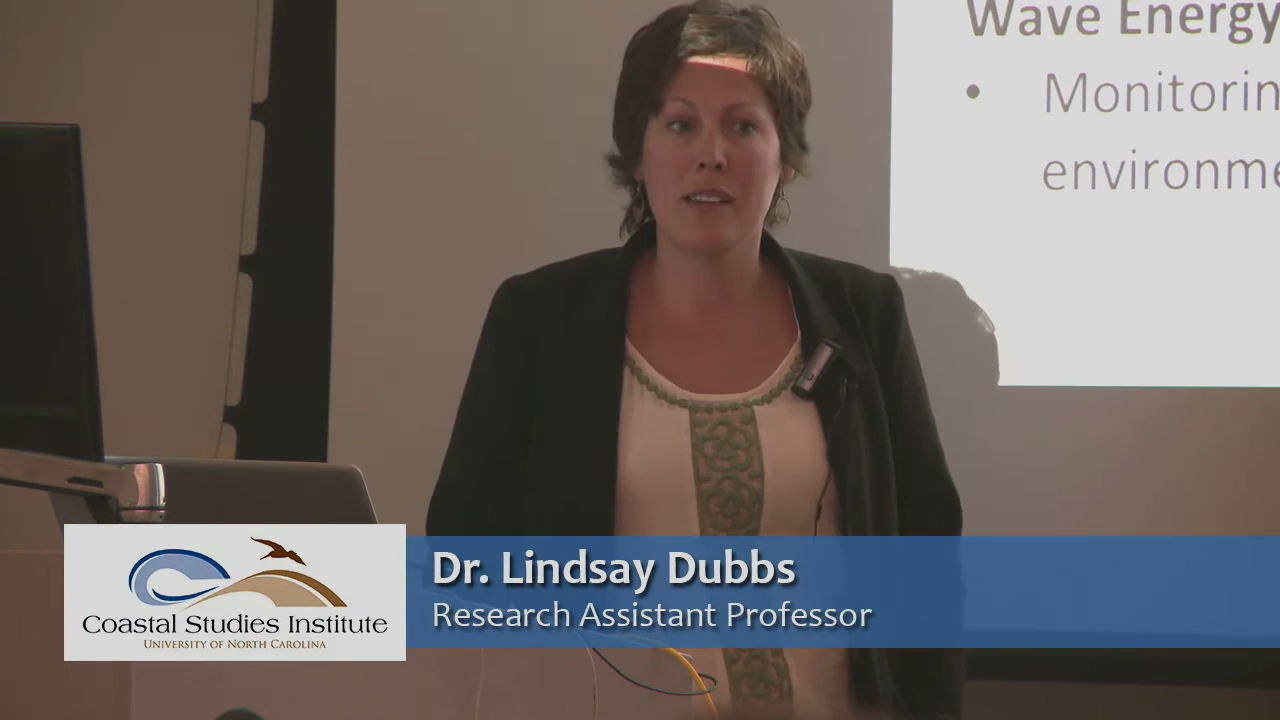 Wave Energy
• Monitorin
environme
Dr. Lindsay Dubbs
Research Assistant Professor
Coastal Studies Institute
UNIVERSITY OF NORTH CAROLINA